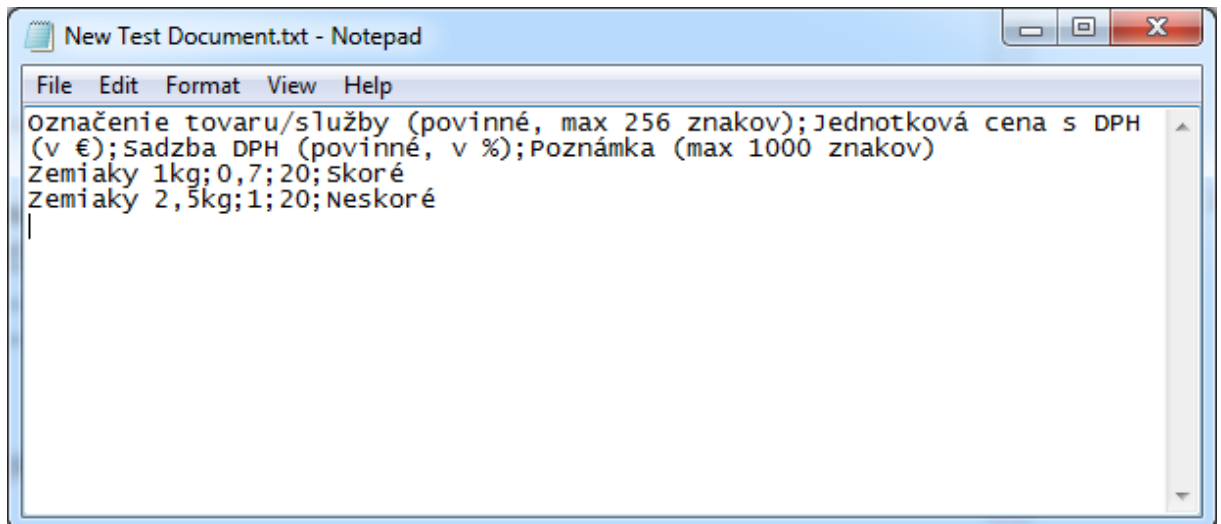 New Test Document.txt - Notepad
File Edit Format View Help
Označenie tovaru/služby (povinné, max 256 znakov);Jednotková cena s DPH
(v €);Sadzba DPH (povinné, v %);Poznámka (max 1000 znakov)
Zemiaky 1kg;0,7;20;Skoré
Zemiaky 2,5kg;1;20;Neskoré